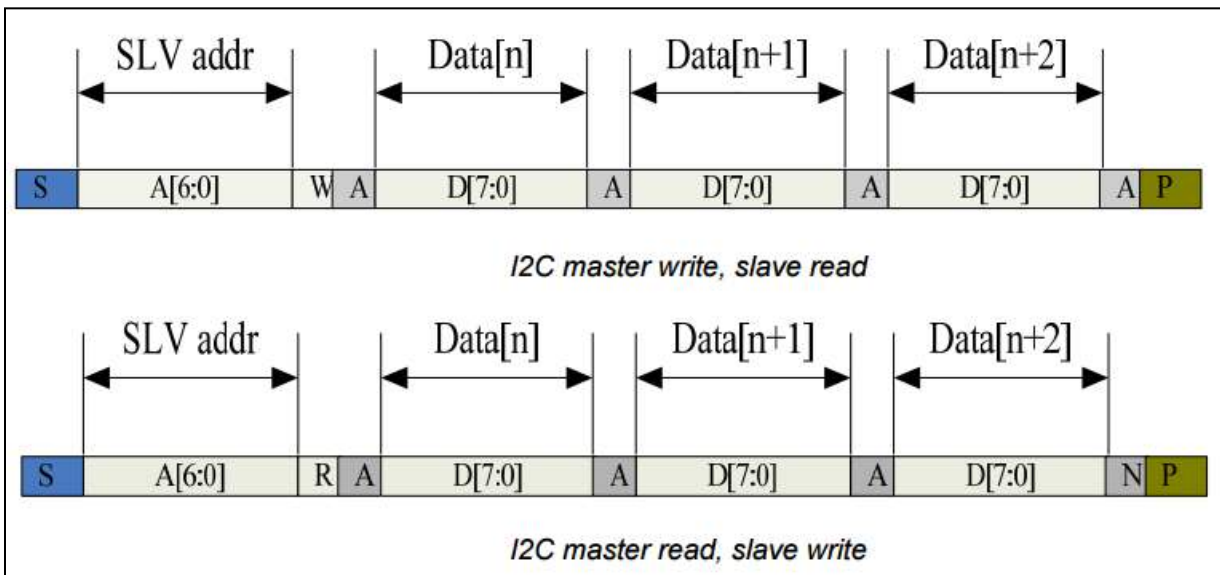 SLV addr Data[n] Data[n+1] Data[n+2]
S A[6:0] W A D[7:0] A D[7:0] A D[7:0] A P
I2C master write, slave read
SLV addr Data[n] Data[n+1] Data[n+2]
S A[6:0] R A D[7:0] A D[7:0] A D[7:0] N P
I2C master read, slave write